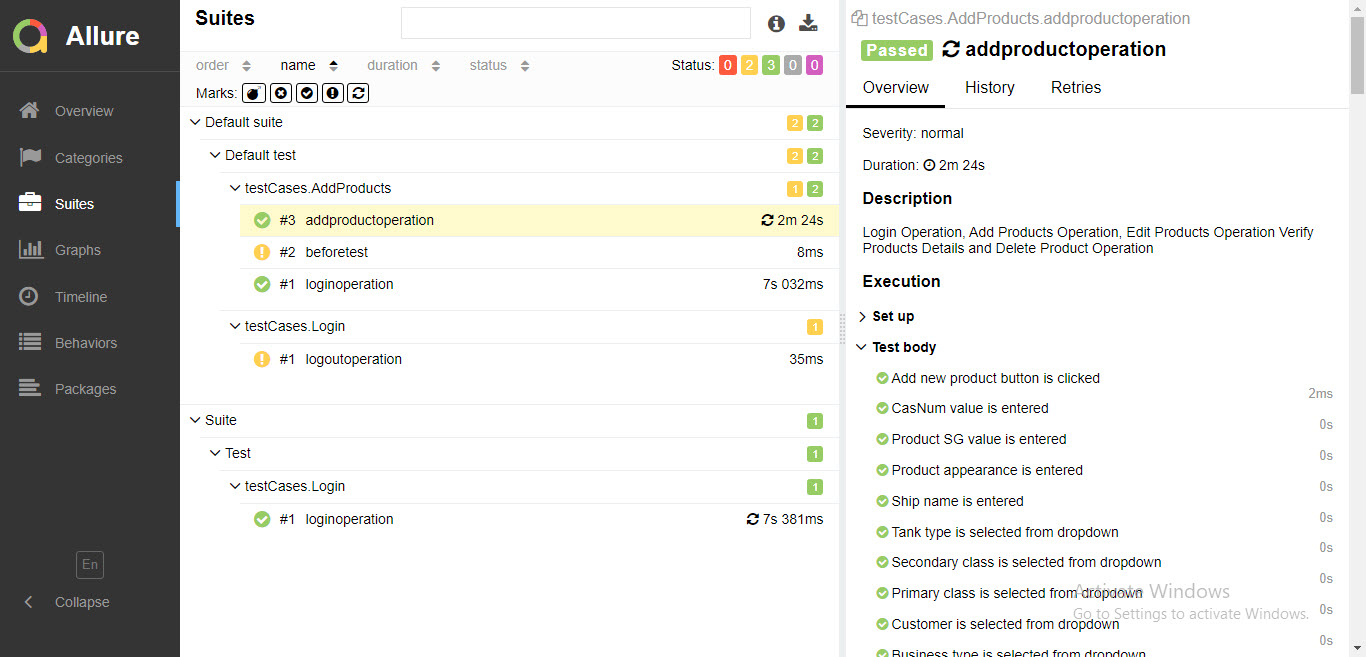 Allure
Overview
Categories
Suites
Graphs
Timeline
Behaviors
Packages
En
Collapse
Suites
order name duration status Status: 0 2 3 0 0
Marks:
Default suite 2 2
Default test 2 2
testCases.AddProducts 1 2
#3 addproductoperation 2m 24s
#2 beforetest 8ms
#1 loginoperation 7s 032ms
testCases.Login 1
#1 logoutoperation 35ms
Suite 1
Test 1
testCases.Login 1
#1 loginoperation 7s 381ms
testCases.AddProducts.addproductoperation
Passed addproductoperation
Overview History Retries
Severity: normal
Duration: 2m 24s
Description
Login Operation, Add Products Operation, Edit Products Operation Verify
Products Details and Delete Product Operation
Execution
Set up
Test body
Add new product button is clicked
2ms
CasNum value is entered
0s
Product SG value is entered
0s
Product appearance is entered
0s
Ship name is entered
0s
Tank type is selected from dropdown
0s
Secondary class is selected from dropdown
0s
Primary class is selected from dropdown
0s
Customer is selected from dropdown
0s
Business type is selected from dropdown
Activate Windows
Go to Settings to activate Windows.